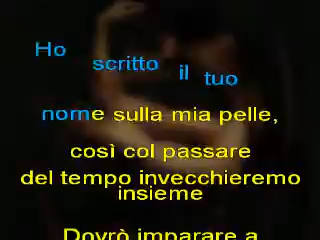 Ho scritto il tuo
nome sulla mia pelle,
così col passare
del tempo invecchieremo
insieme
Dovrò imparare a